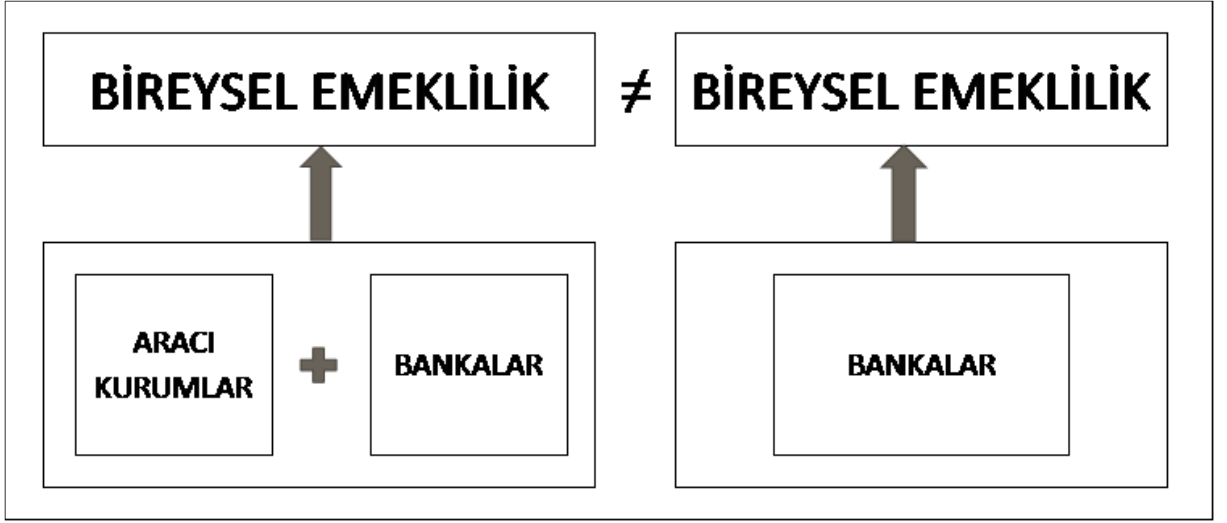 BİREYSEL EMEKLİLİK ≠ BİREYSEL EMEKLİLİK
ARACI
KURUMLAR
+
BANKALAR
BANKALAR